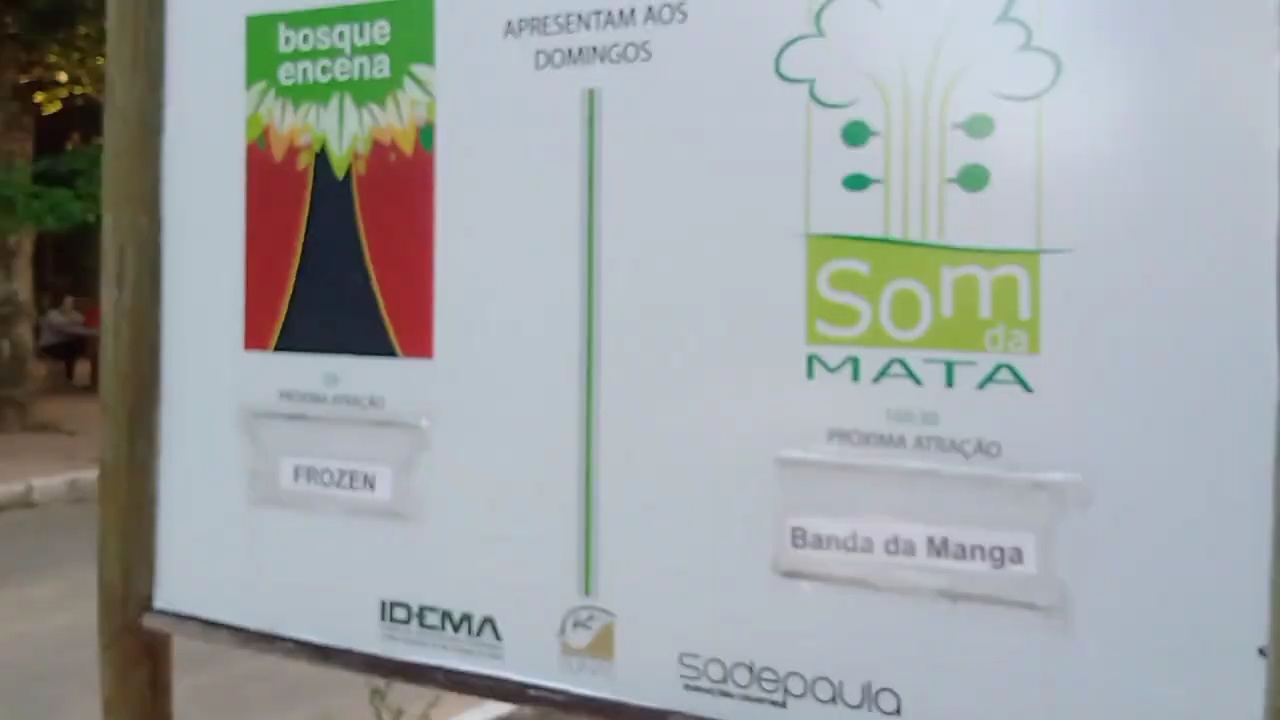 bosque
encena
APRESENTAM AOS
DOMINGOS
Som
da
MATA
PRÓXIMA ATRAÇÃO
FROZEN
PRÓXIMA ATRAÇÃO
Banda da Manga
IDEMA
sadepaula